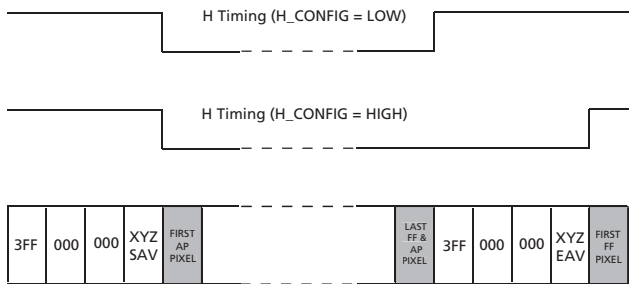 H Timing (H_CONFIG = LOW)
H Timing (H_CONFIG = HIGH)
3FF 000 000 XYZ SAV FIRST AP PIXEL LAST FF & AP PIXEL 3FF 000 000 XYZ EAV FIRST FF PIXEL